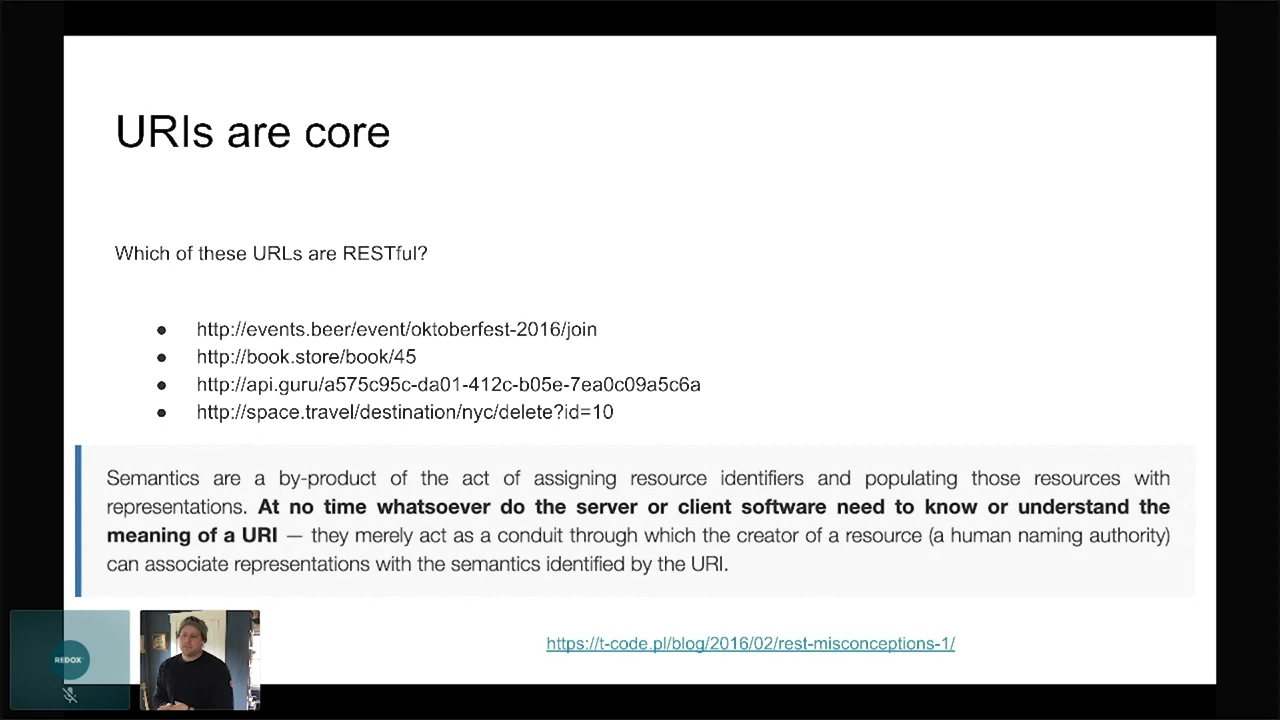 URIs are core
Which of these URLs are RESTful?
● http://events.beer/event/oktoberfest-2016/join
● http://book.store/book/45
● http://api.guru/a575c95c-da01-412c-b05e-7ea0c09a5c6a
● http://space.travel/destination/nyc/delete?id=10
Semantics are a by-product of the act of assigning resource identifiers and populating those resources with
representations. At no time whatsoever do the server or client software need to know or understand the
meaning of a URI — they merely act as a conduit through which the creator of a resource (a human naming authority)
can associate representations with the semantics identified by the URI.
https://t-code.pl/blog/2016/02/rest-misconceptions-1/
REDOX